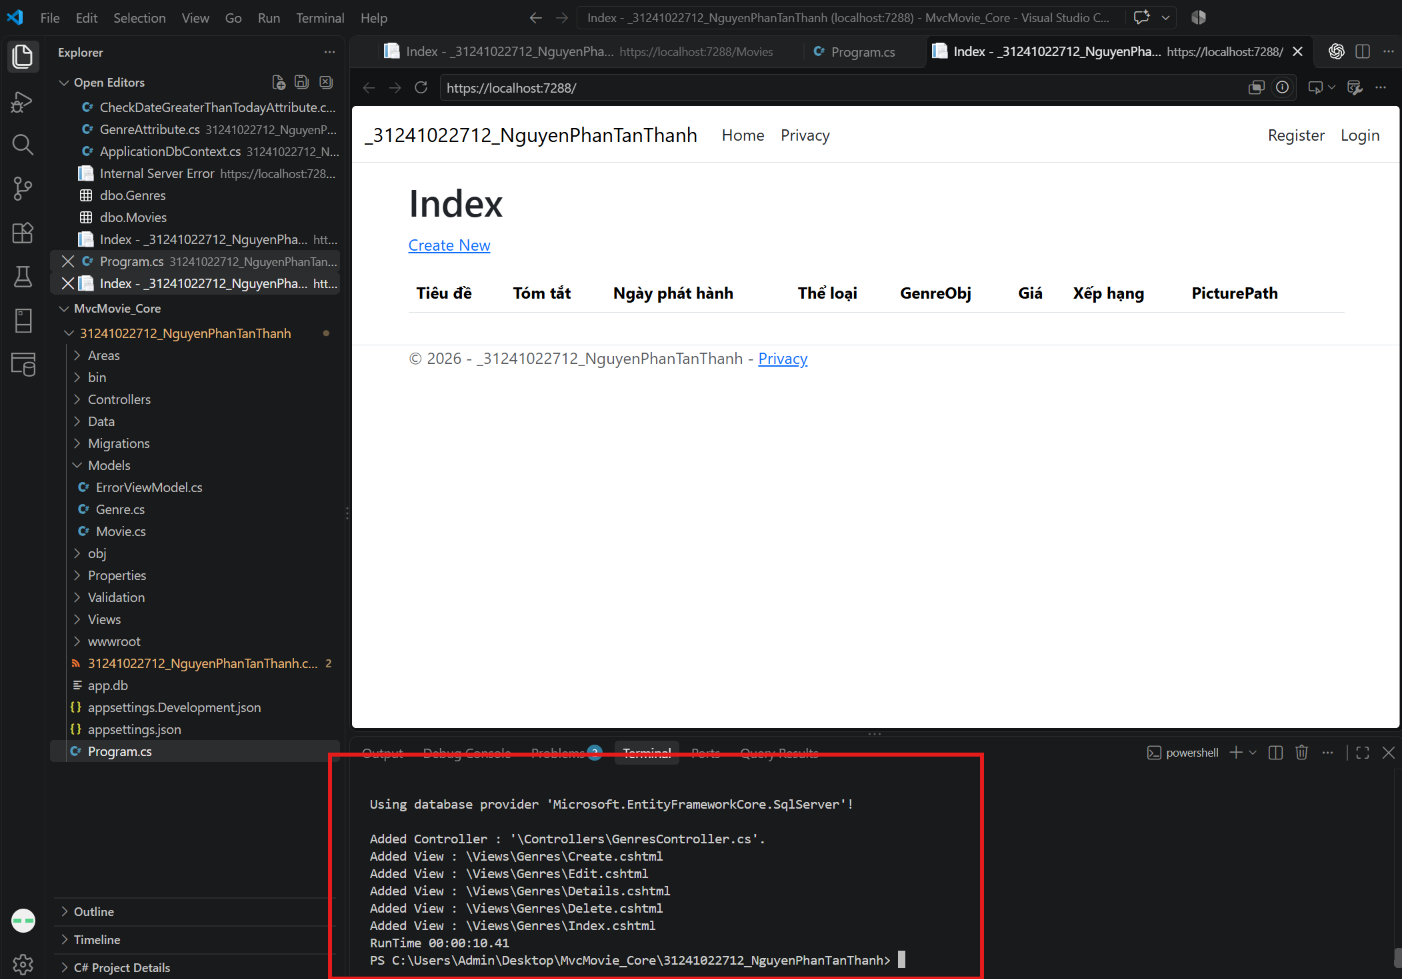 File Edit Selection View Go Run Terminal Help
Index - _31241022712_NguyenPhanTanThanh (localhost:7288) - MvcMovie_Core - Visual Studio C...
Explorer
Index - _31241022712_NguyenPha... https://localhost:7288/Movies
Program.cs
Index - _31241022712_NguyenPha... https://localhost:7288/
Open Editors
CheckDateGreaterThanTodayAttribute.c...
GenreAttribute.cs 31241022712_NguyenP...
ApplicationDbContext.cs 31241022712_N...
Internal Server Error https://localhost:728...
dbo.Genres
dbo.Movies
Index - _31241022712_NguyenPha... htt...
Program.cs 31241022712_NguyenPhanTan...
Index - _31241022712_NguyenPha... htt...
MvcMovie_Core
31241022712_NguyenPhanTanThanh
Areas
bin
Controllers
Data
Migrations
Models
ErrorViewModel.cs
Genre.cs
Movie.cs
obj
Properties
Validation
Views
wwwroot
31241022712_NguyenPhanTanThanh.c... 2
app.db
appsettings.Development.json
appsettings.json
Program.cs
Outline
Timeline
C# Project Details
https://localhost:7288/
_31241022712_NguyenPhanTanThanh Home Privacy Register Login
Index
Create New
Tiêu đề Tóm tắt Ngày phát hành Thể loại GenreObj Giá Xếp hạng PicturePath
© 2026 - _31241022712_NguyenPhanTanThanh - Privacy
Output Debug Console Problems 2 Terminal Ports Query Results powershell
Using database provider 'Microsoft.EntityFrameworkCore.SqlServer'!
Added Controller : '\Controllers\GenresController.cs'.
Added View : \Views\Genres\Create.cshtml
Added View : \Views\Genres\Edit.cshtml
Added View : \Views\Genres\Details.cshtml
Added View : \Views\Genres\Delete.cshtml
Added View : \Views\Genres\Index.cshtml
RunTime 00:00:10.41
PS C:\Users\Admin\Desktop\MvcMovie_Core\31241022712_NguyenPhanTanThanh>